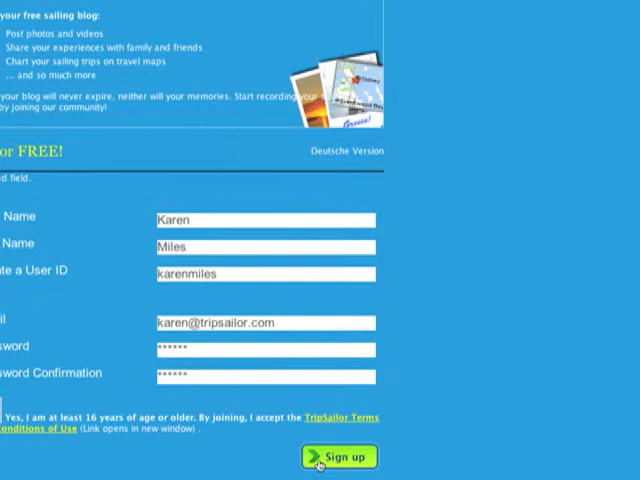 your free sailing blog:
Post photos and videos
Share your experiences with family and friends
Chart your sailing trips on travel maps
... and so much more
your blog will never expire, neither will your memories. Start recording your
by joining our community!
Sidney
Greece!
or FREE!
Deutsche Version
d field.
Name
Karen
Name
Miles
te a User ID
karenmiles
il
karen@tripsailor.com
sword
******
sword Confirmation
******
Yes, I am at least 16 years of age or older. By joining, I accept the TripSailor Terms
onditions of Use (Link opens in new window) .
Sign up